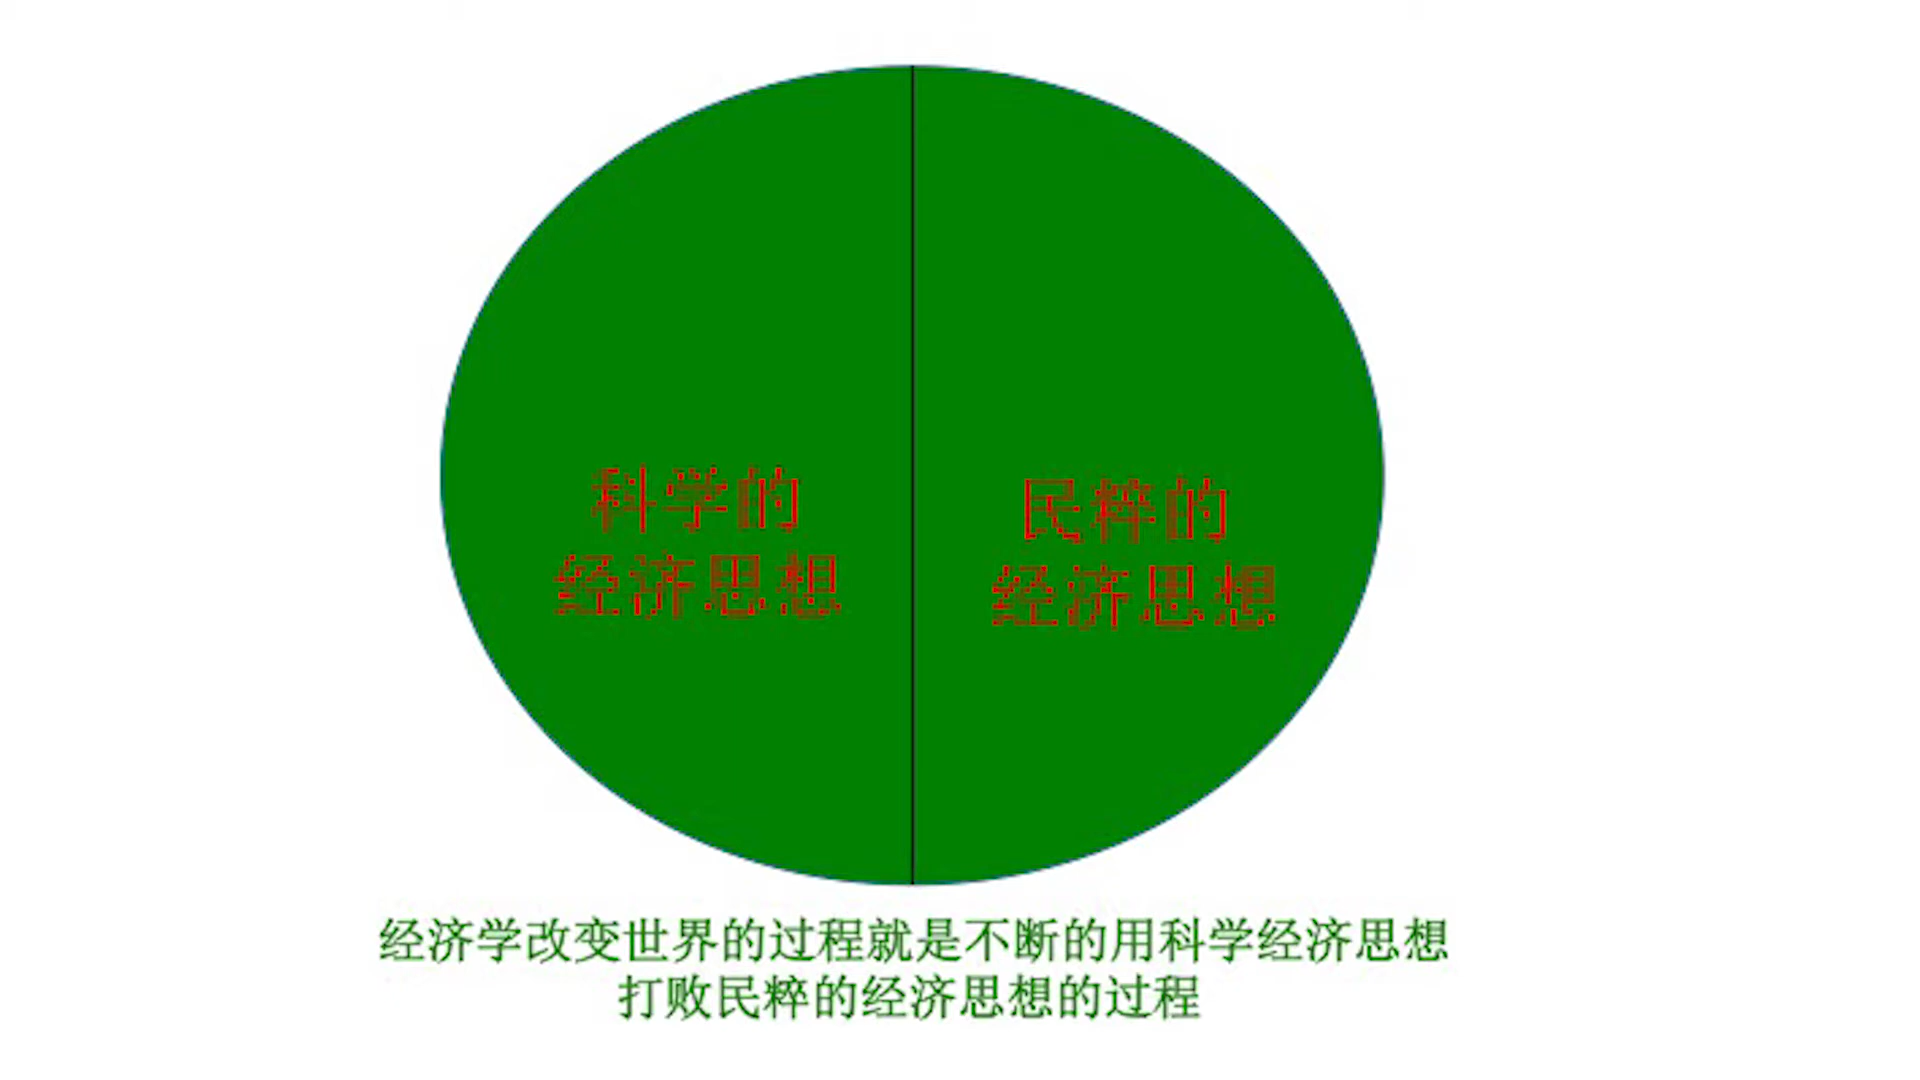 科学的
经济思想
民粹的
经济思想
经济学改变世界的过程就是不断的用科学经济思想
打败民粹的经济思想的过程